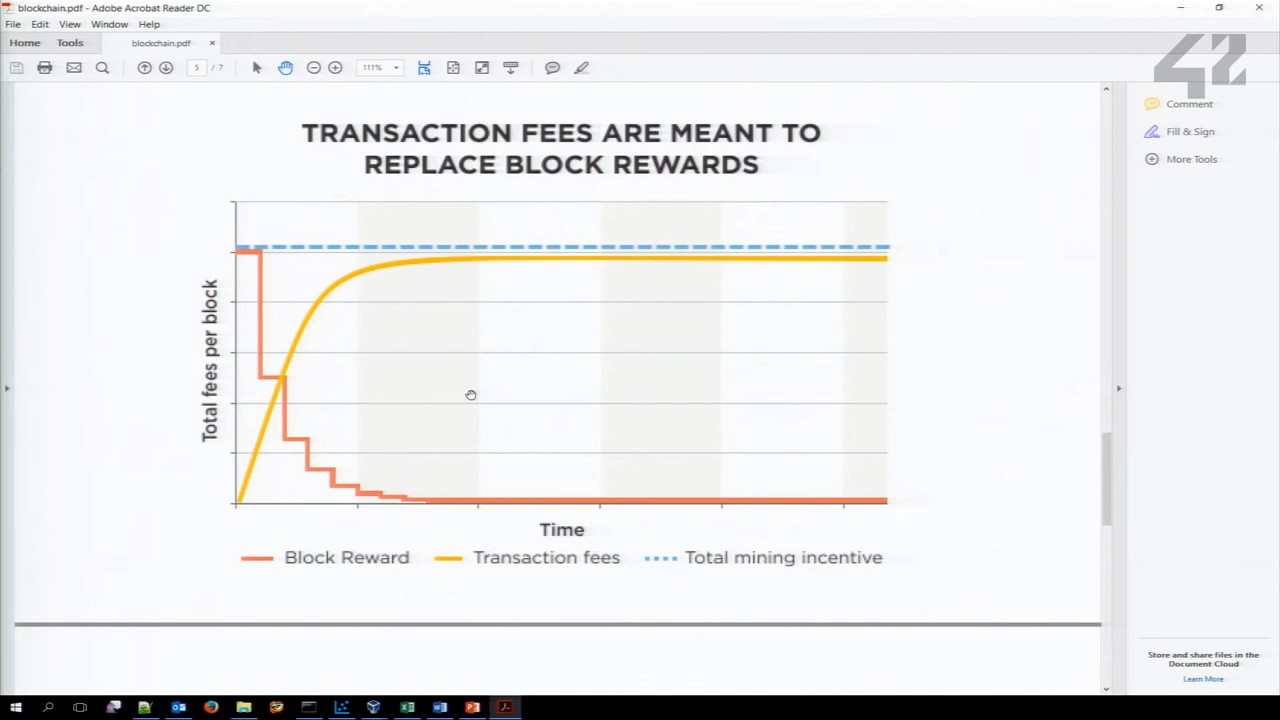 blockchain.pdf - Adobe Acrobat Reader DC
File Edit View Window Help
Home Tools blockchain.pdf ×
5 / 7 111%
42
Comment
Fill & Sign
More Tools
TRANSACTION FEES ARE MEANT TO
REPLACE BLOCK REWARDS
Total fees per block
Time
Block Reward Transaction fees Total mining incentive
Store and share files in the
Document Cloud
Learn More